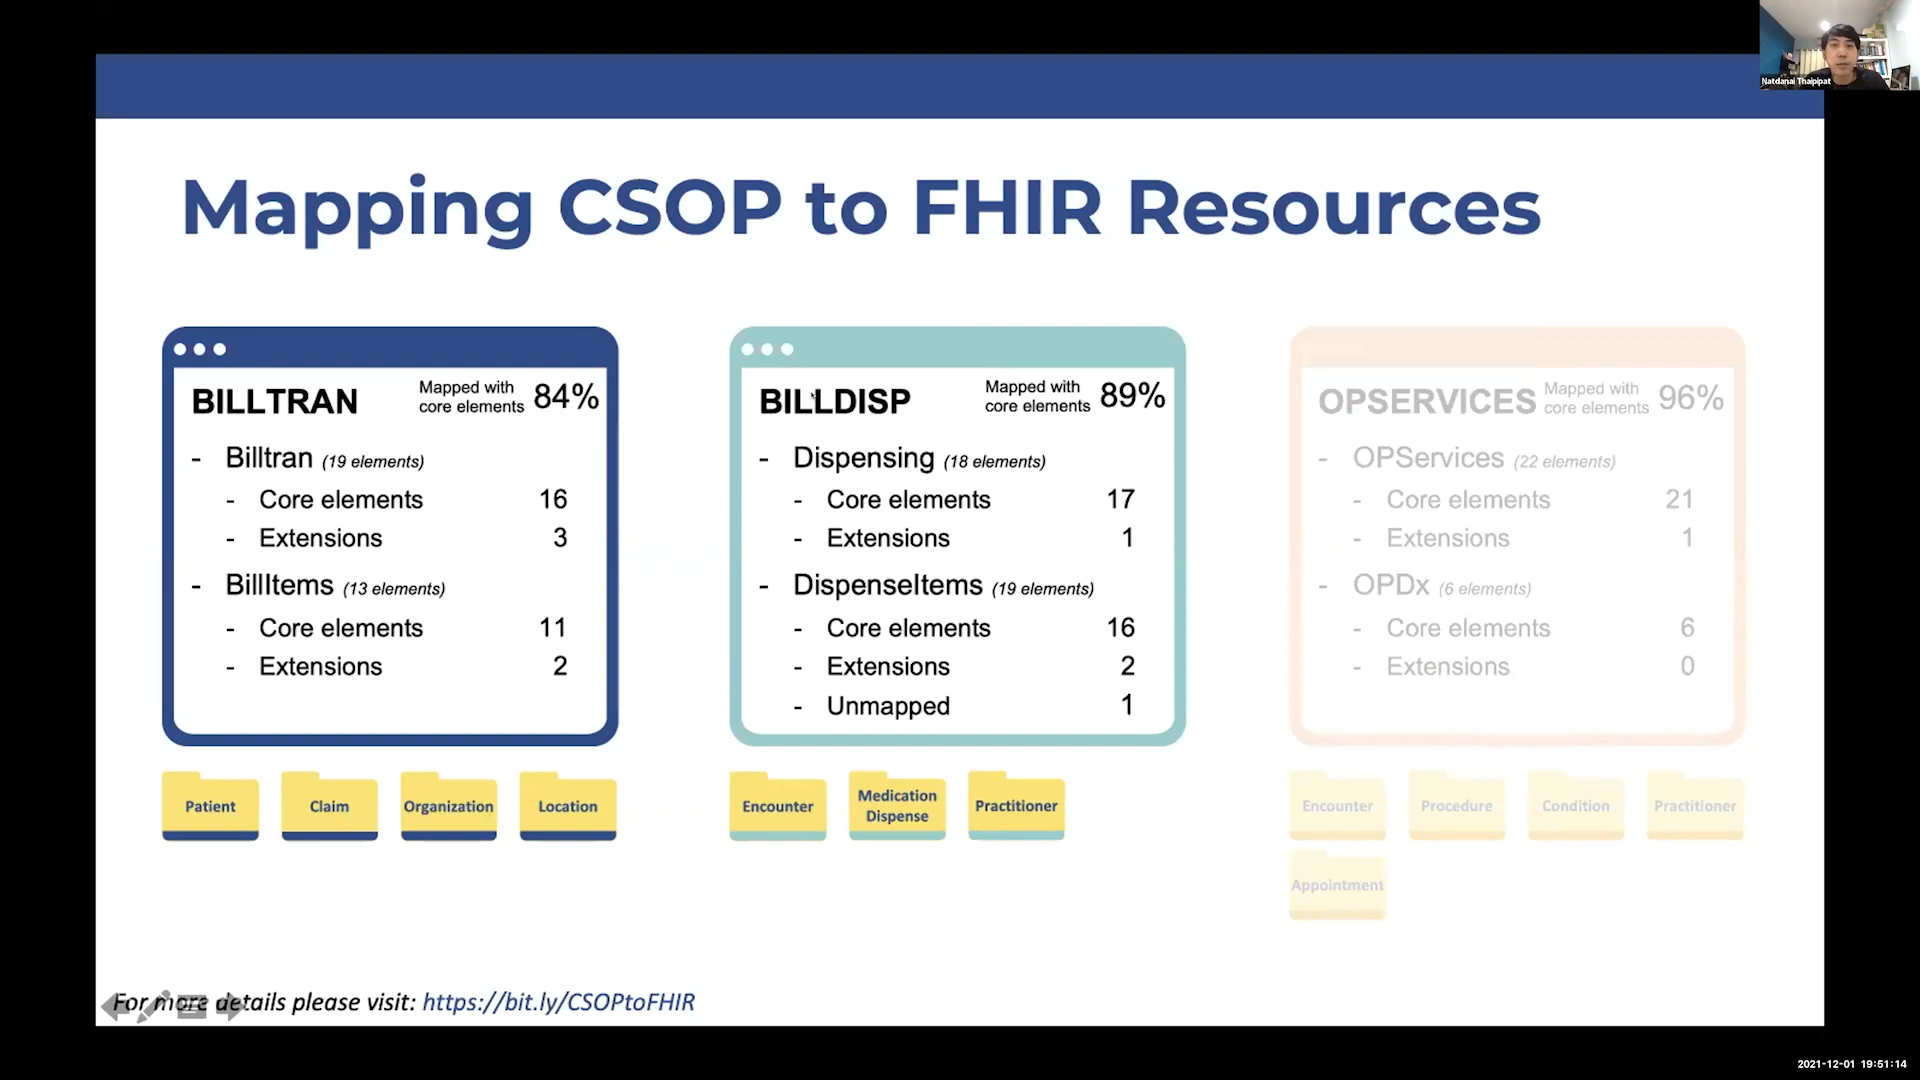 Natdanai Thaipipat
Mapping CSOP to FHIR Resources
BILLTRAN
Mapped with
core elements
84%
- Billtran (19 elements)
- Core elements 16
- Extensions 3
- BillItems (13 elements)
- Core elements 11
- Extensions 2
Patient
Claim
Organization
Location
BILLDISP
Mapped with
core elements
89%
- Dispensing (18 elements)
- Core elements 17
- Extensions 1
- DispenseItems (19 elements)
- Core elements 16
- Extensions 2
- Unmapped 1
Encounter
Medication
Dispense
Practitioner
OPSERVICES
Mapped with
core elements
96%
- OPServices (22 elements)
- Core elements 21
- Extensions 1
- OPDx (6 elements)
- Core elements 6
- Extensions 0
Encounter
Procedure
Condition
Practitioner
Appointment
For more details please visit: https://bit.ly/CSOPtoFHIR
2021-12-01 19:51:14